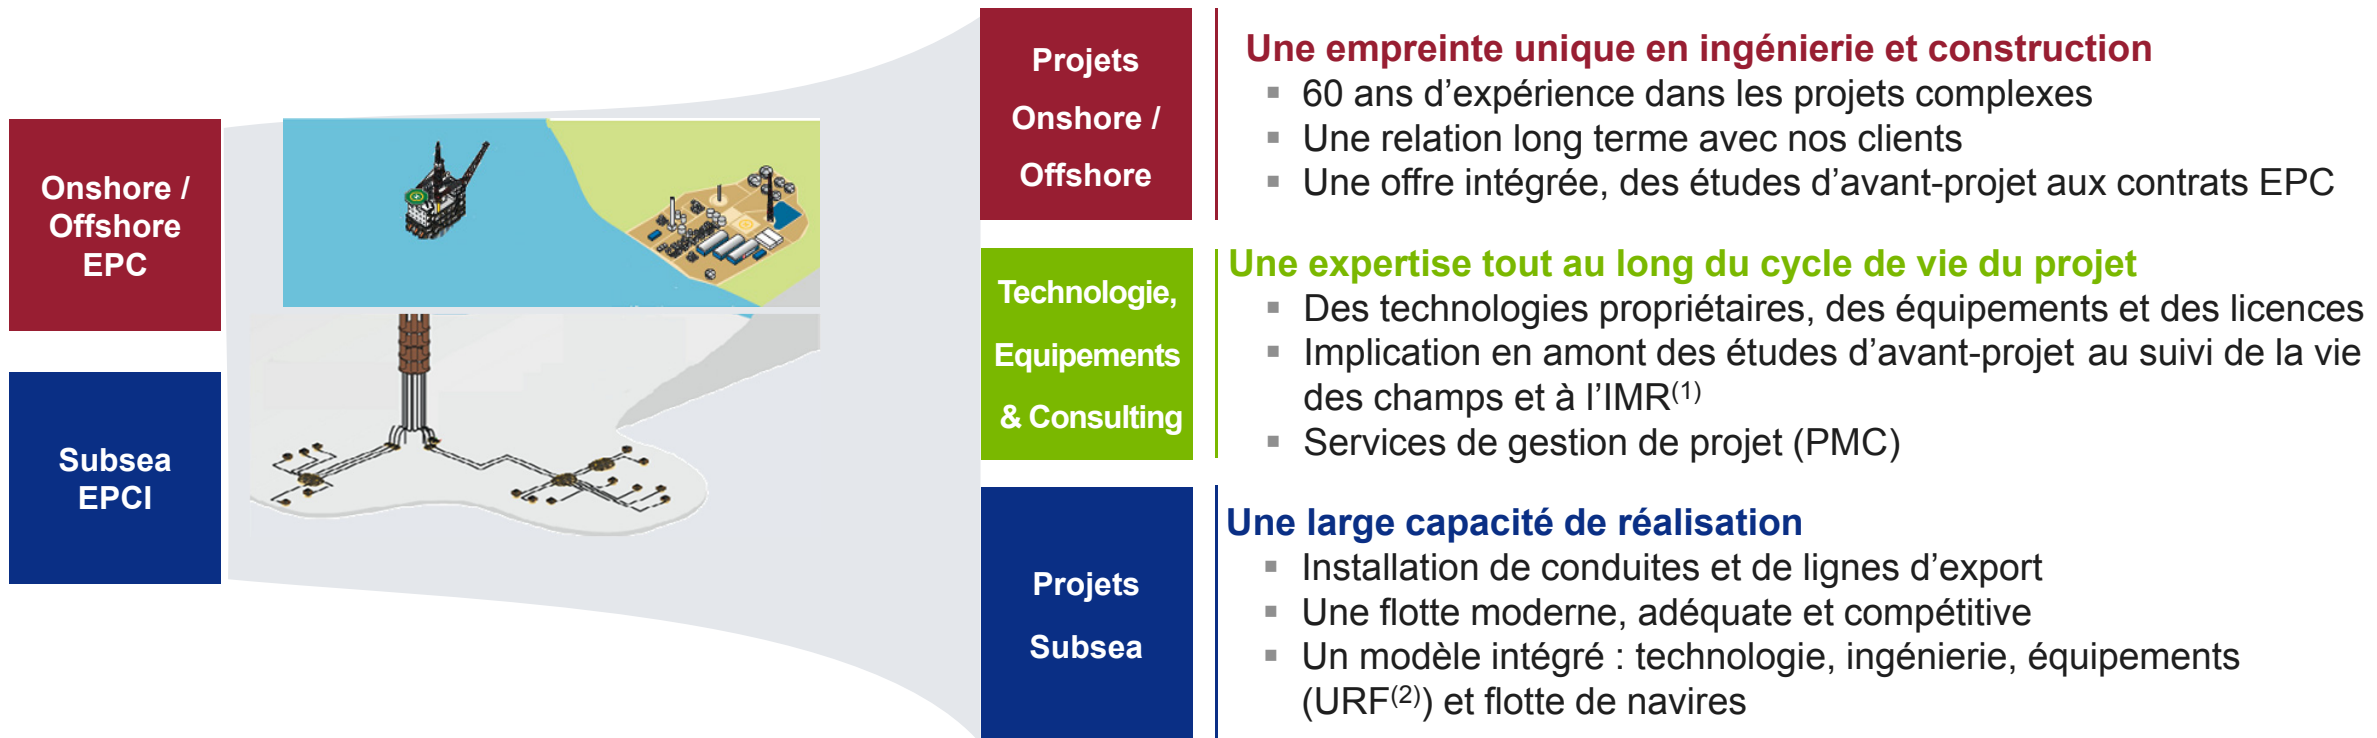 Onshore /
Offshore
EPC
Subsea
EPCI
Projets
Onshore /
Offshore
Une empreinte unique en ingénierie et construction
▪ 60 ans d’expérience dans les projets complexes
▪ Une relation long terme avec nos clients
▪ Une offre intégrée, des études d’avant-projet aux contrats EPC
Technologie,
Equipements
& Consulting
Une expertise tout au long du cycle de vie du projet
▪ Des technologies propriétaires, des équipements et des licences
▪ Implication en amont des études d’avant-projet au suivi de la vie
des champs et à l’IMR(1)
▪ Services de gestion de projet (PMC)
Projets
Subsea
Une large capacité de réalisation
▪ Installation de conduites et de lignes d’export
▪ Une flotte moderne, adéquate et compétitive
▪ Un modèle intégré : technologie, ingénierie, équipements
(URF(2)) et flotte de navires